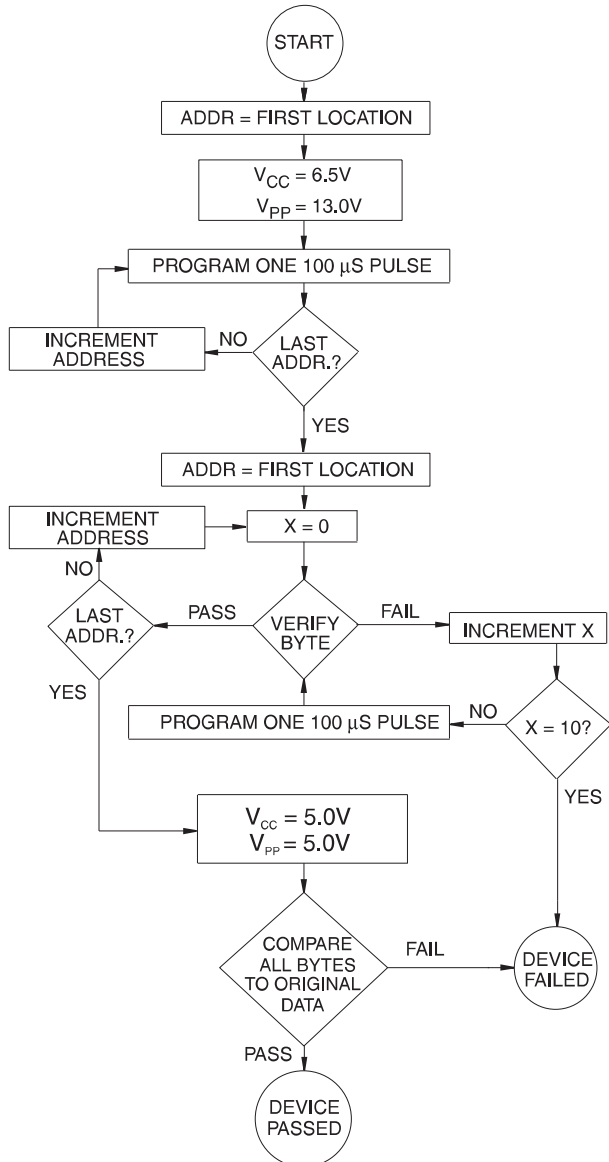 START
ADDR = FIRST LOCATION
VCC = 6.5V
VPP = 13.0V
PROGRAM ONE 100 μS PULSE
INCREMENT
ADDRESS
NO
LAST
ADDR.?
YES
ADDR = FIRST LOCATION
INCREMENT
ADDRESS
X = 0
NO
LAST
ADDR.?
PASS
VERIFY
BYTE
FAIL
INCREMENT X
YES
PROGRAM ONE 100 μS PULSE
NO
X = 10?
YES
VCC = 5.0V
VPP = 5.0V
COMPARE
ALL BYTES
TO ORIGINAL
DATA
FAIL
DEVICE
FAILED
PASS
DEVICE
PASSED